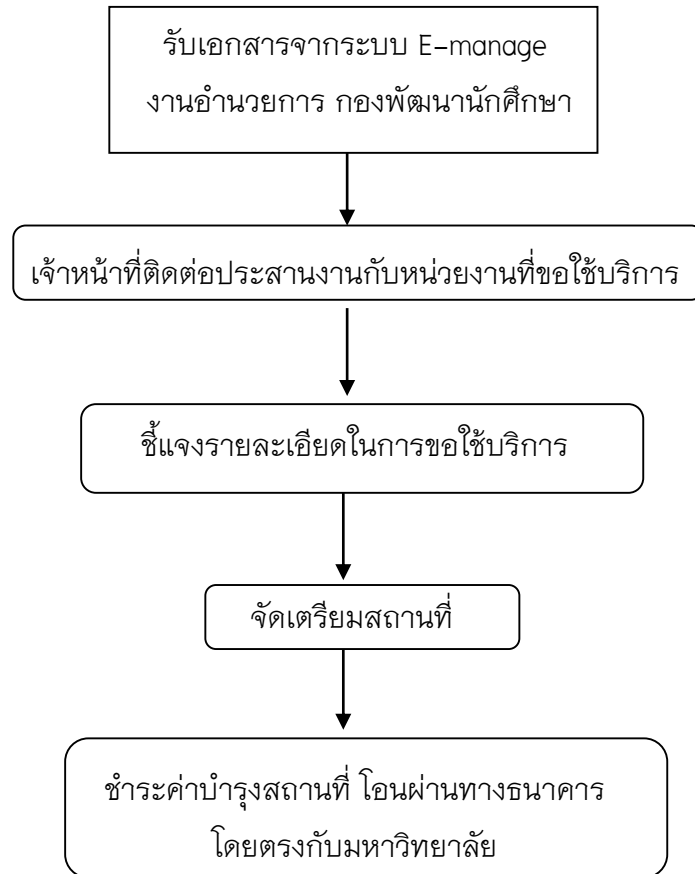 รับเอกสารจากระบบ E-manage
งานอำนวยการ กองพัฒนานักศึกษา
เจ้าหน้าที่ติดต่อประสานงานกับหน่วยงานที่ขอใช้บริการ
ชี้แจงรายละเอียดในการขอใช้บริการ
จัดเตรียมสถานที่
ชำระค่าบำรุงสถานที่ โอนผ่านทางธนาคาร
โดยตรงกับมหาวิทยาลัย